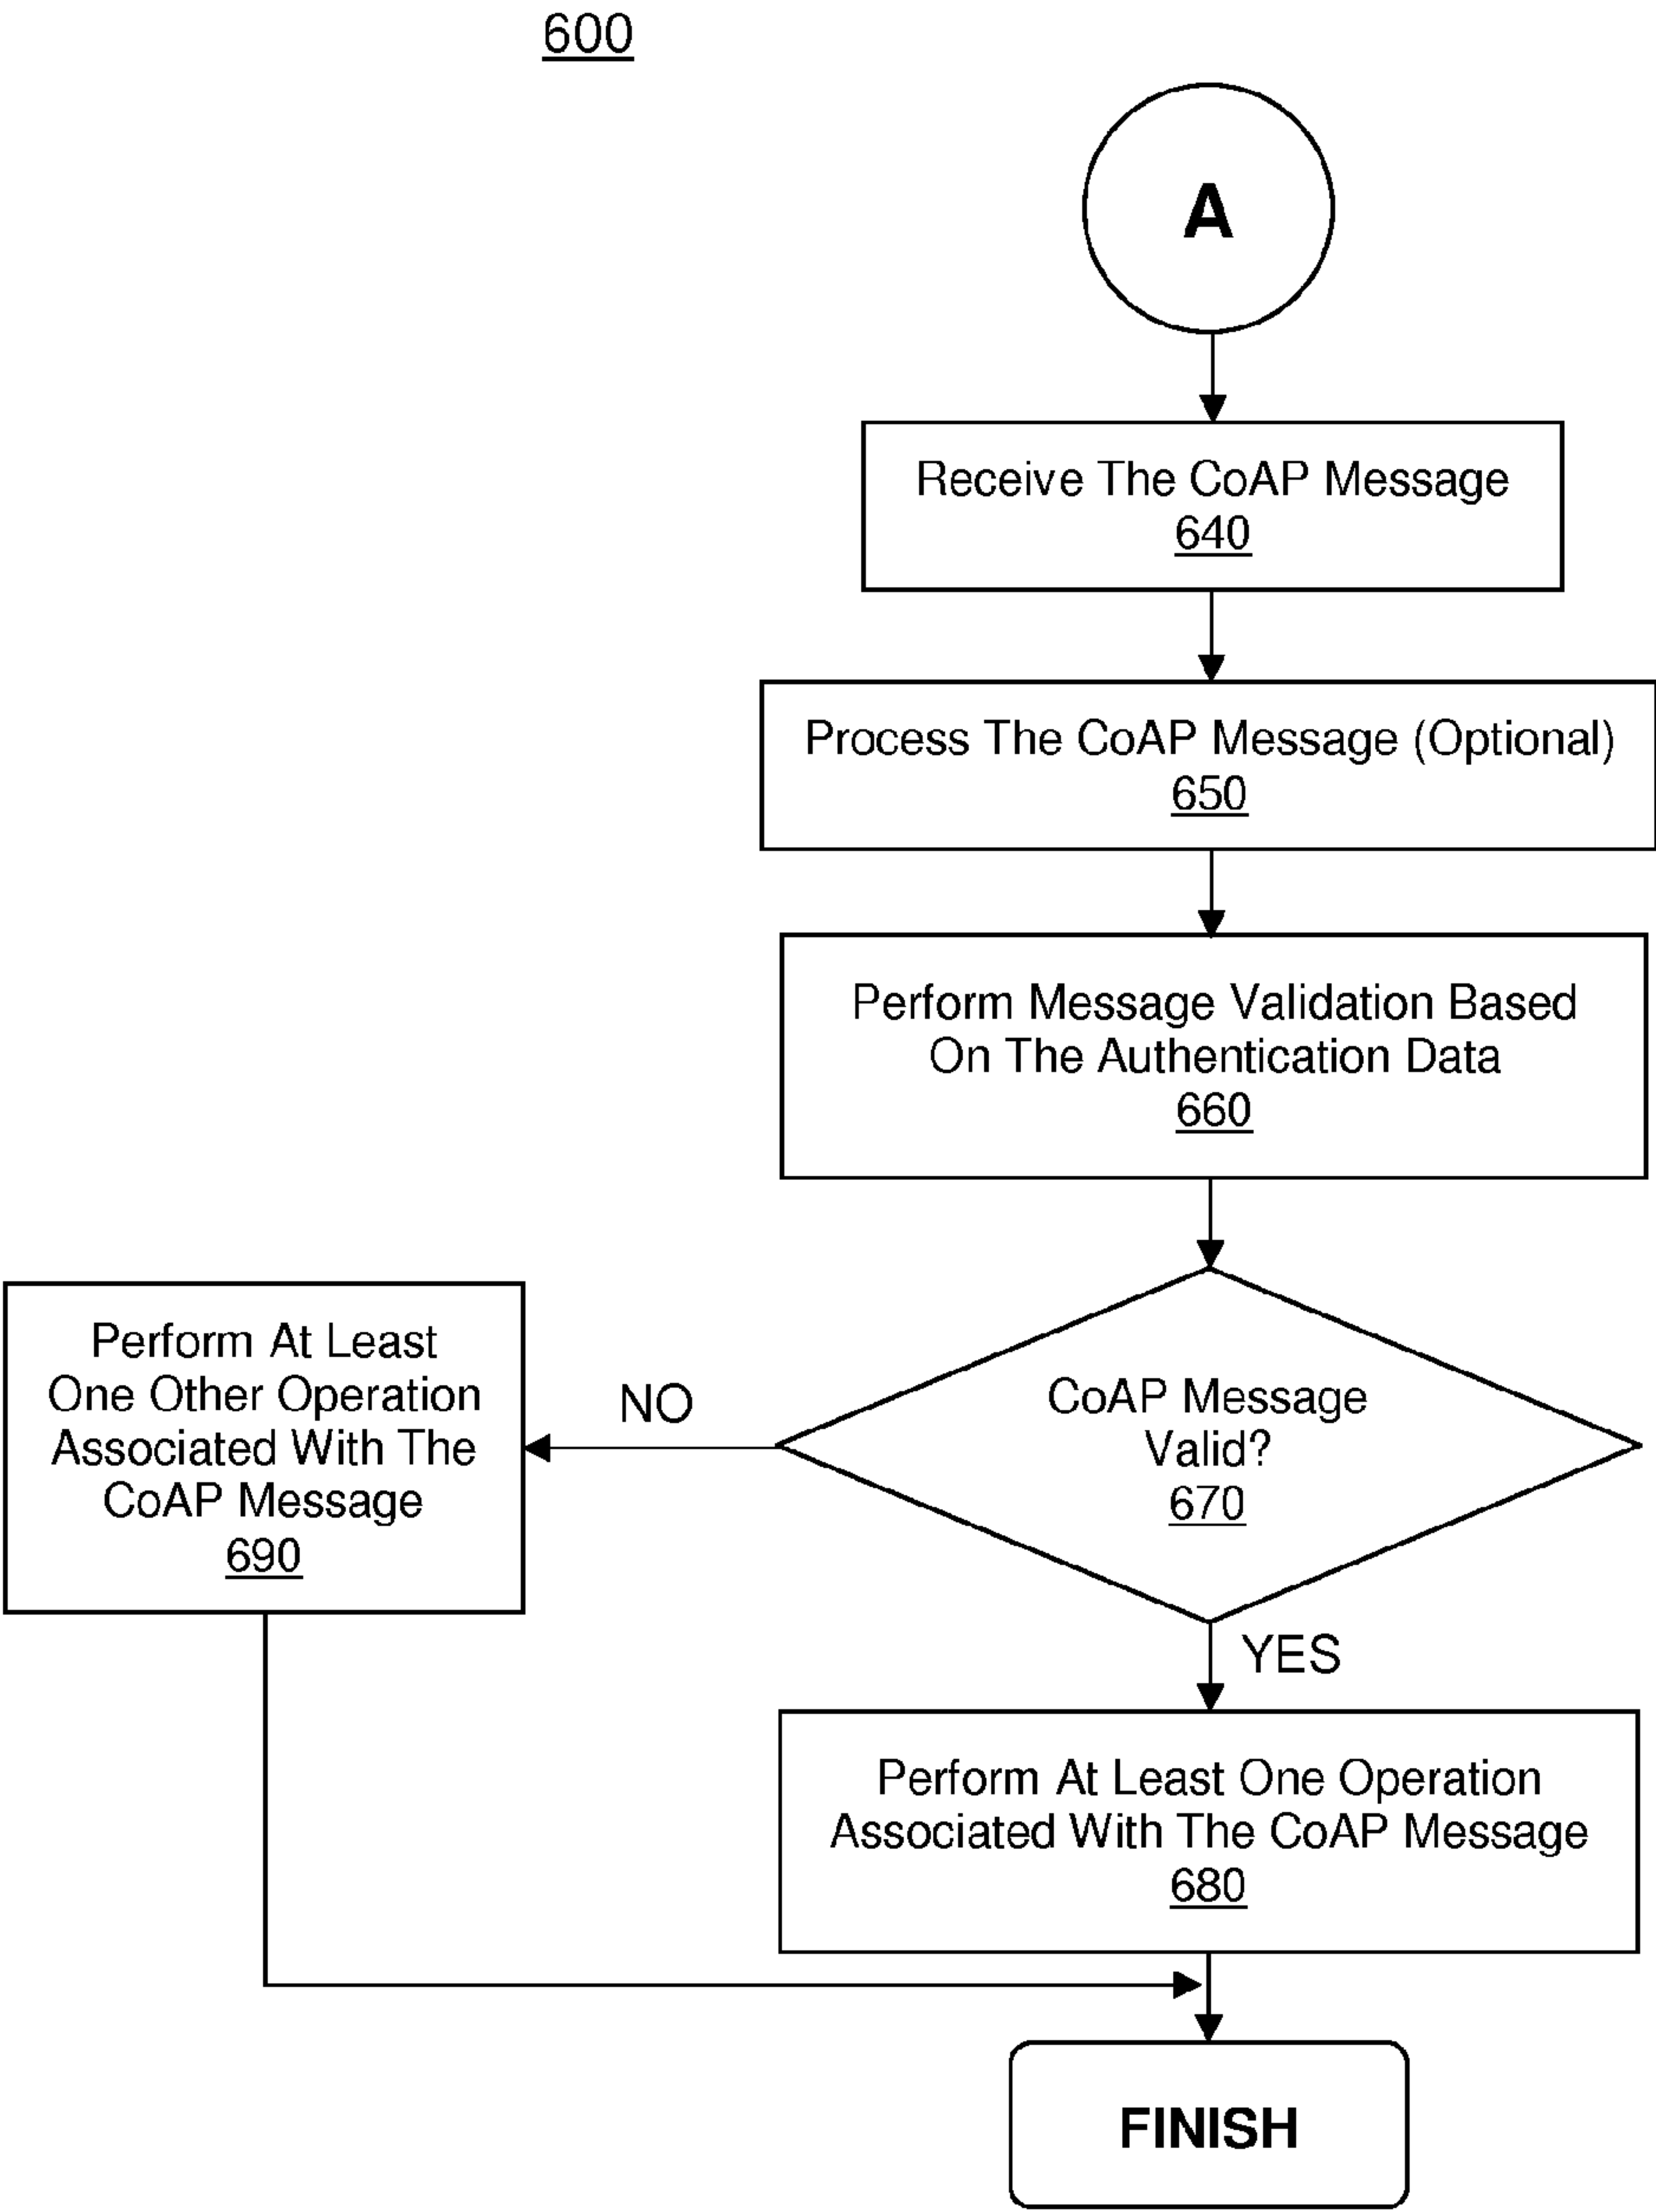 600
A
Receive The CoAP Message
640
Process The CoAP Message (Optional)
650
Perform Message Validation Based
On The Authentication Data
660
CoAP Message
Valid?
670
NO
Perform At Least
One Other Operation
Associated With The
CoAP Message
690
YES
Perform At Least One Operation
Associated With The CoAP Message
680
FINISH